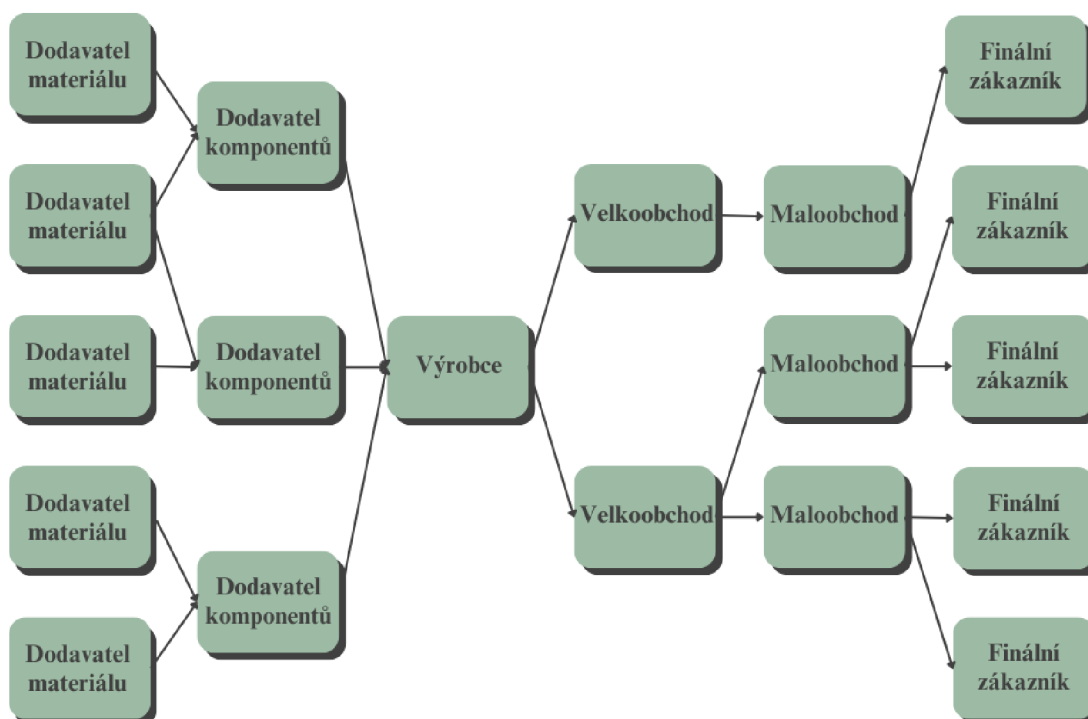 Dodavatel
materiálu
Dodavatel
materiálu
Dodavatel
materiálu
Dodavatel
materiálu
Dodavatel
materiálu
Dodavatel
komponentů
Dodavatel
komponentů
Dodavatel
komponentů
Výrobce
Velkoobchod
Velkoobchod
Maloobchod
Maloobchod
Maloobchod
Finální
zákazník
Finální
zákazník
Finální
zákazník
Finální
zákazník
Finální
zákazník